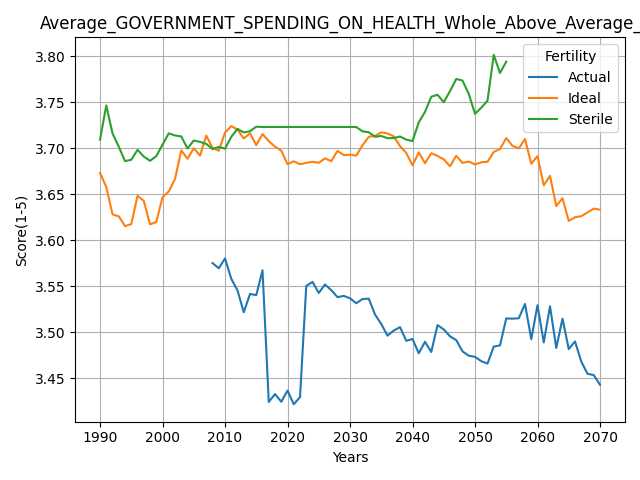 Average_GOVERNMENT_SPENDING_ON_HEALTH_Whole_Above_Average_
Fertility
Actual
Ideal
Sterile
Score(1-5)
3.80
3.75
3.70
3.65
3.60
3.55
3.50
3.45
1990 2000 2010 2020 2030 2040 2050 2060 2070
Years